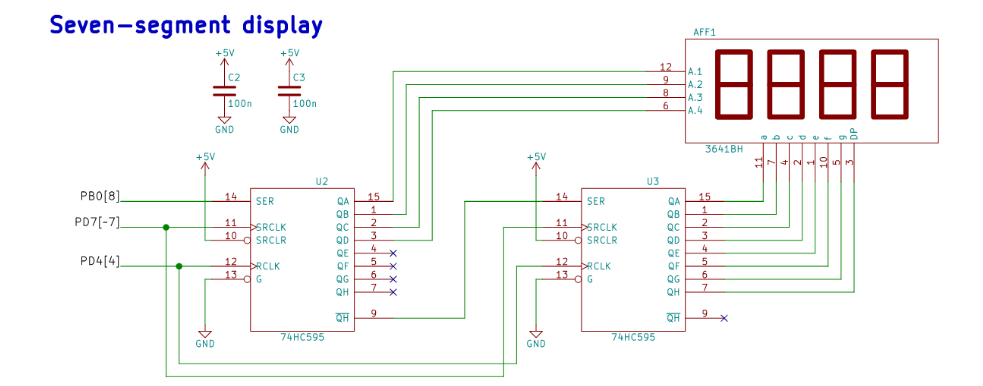 Seven-segment display
AFF1
+5V
+5V
C2
C3
100n
100n
GND
GND
12 A.1
9 A.2
8 A.3
6 A.4
a b c d e f g DP
11 7 4 2 1 10 5 3
3641BH
+5V
+5V
U2
U3
PB0[8]
14 SER QA 15
14 SER QA 15
QB 1
QB 1
PD7[~7]
11 SRCLK QC 2
11 SRCLK QC 2
10 SRCLR QD 3
10 SRCLR QD 3
QE 4
QE 4
PD4[4]
12 RCLK QF 5
12 RCLK QF 5
13 G QG 6
13 G QG 6
QH 7
QH 7
QH 9
QH 9
GND
74HC595
GND
74HC595